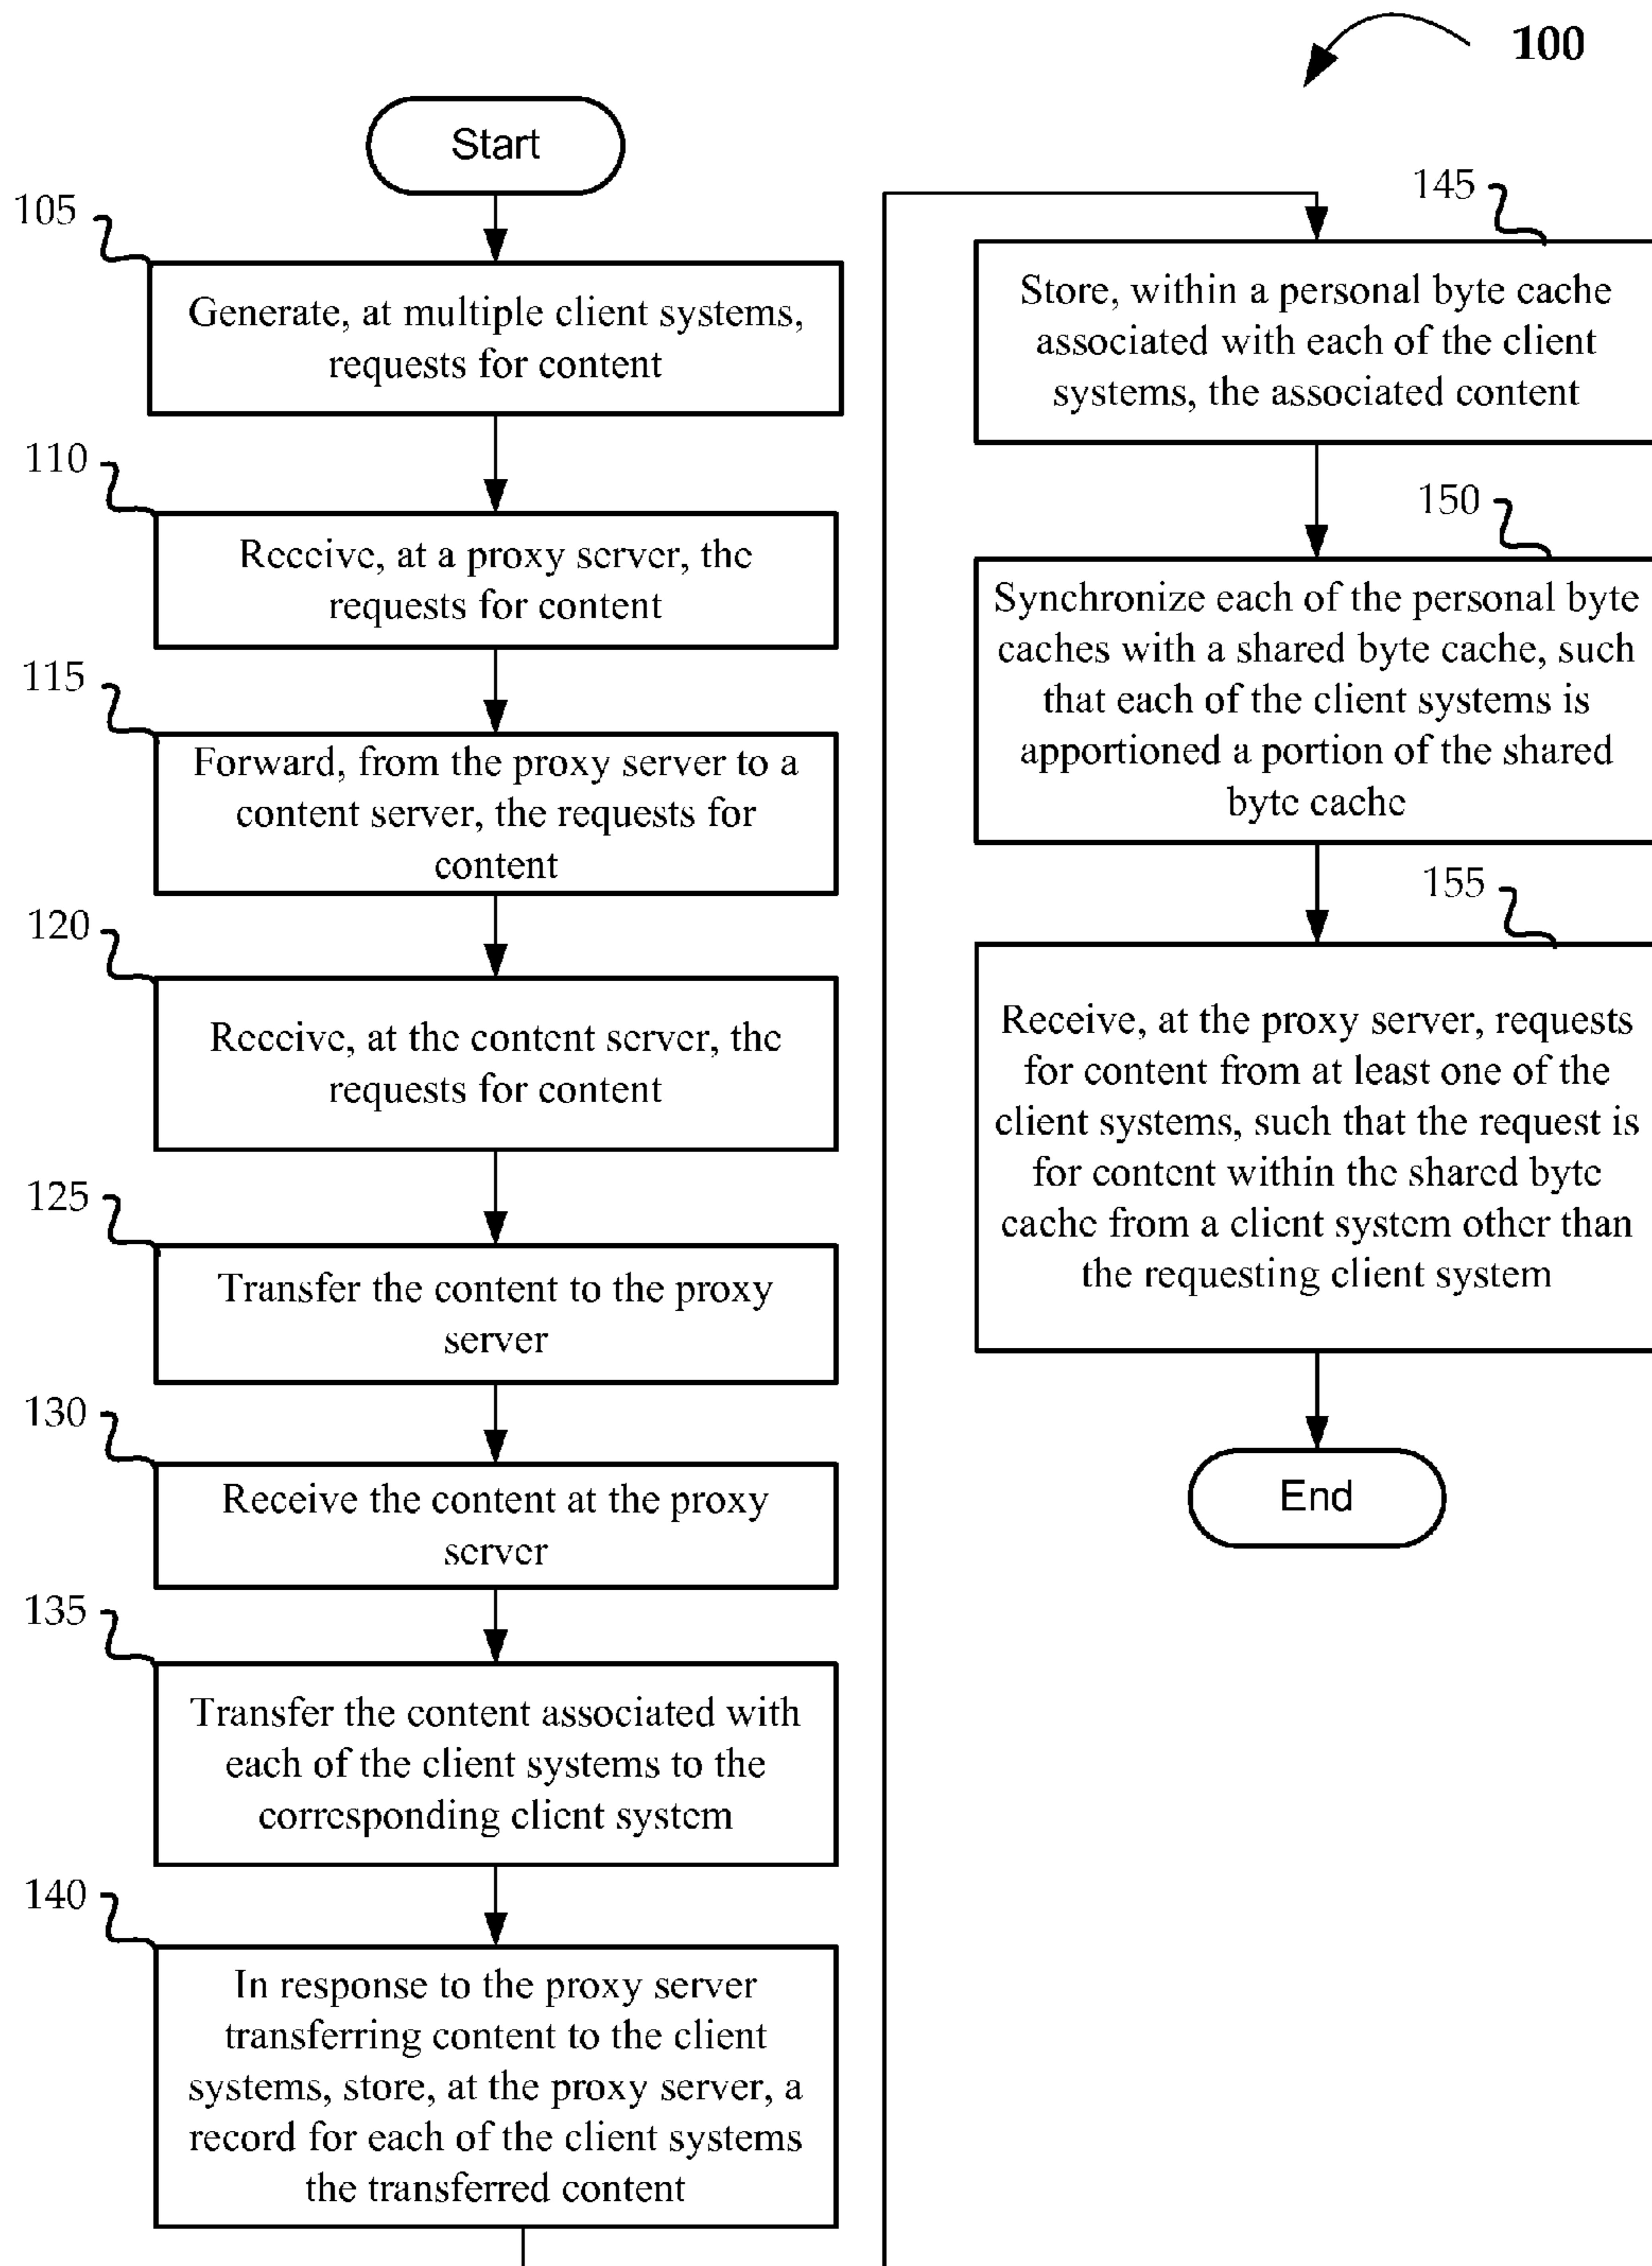 100
Start
105
Generate, at multiple client systems,
requests for content
110
Receive, at a proxy server, the
requests for content
115
Forward, from the proxy server to a
content server, the requests for
content
120
Receive, at the content server, the
requests for content
125
Transfer the content to the proxy
server
130
Receive the content at the proxy
server
135
Transfer the content associated with
each of the client systems to the
corresponding client system
140
In response to the proxy server
transferring content to the client
systems, store, at the proxy server, a
record for each of the client systems
the transferred content
145
Store, within a personal byte cache
associated with each of the client
systems, the associated content
150
Synchronize each of the personal byte
caches with a shared byte cache, such
that each of the client systems is
apportioned a portion of the shared
byte cache
155
Receive, at the proxy server, requests
for content from at least one of the
client systems, such that the request is
for content within the shared byte
cache from a client system other than
the requesting client system
End